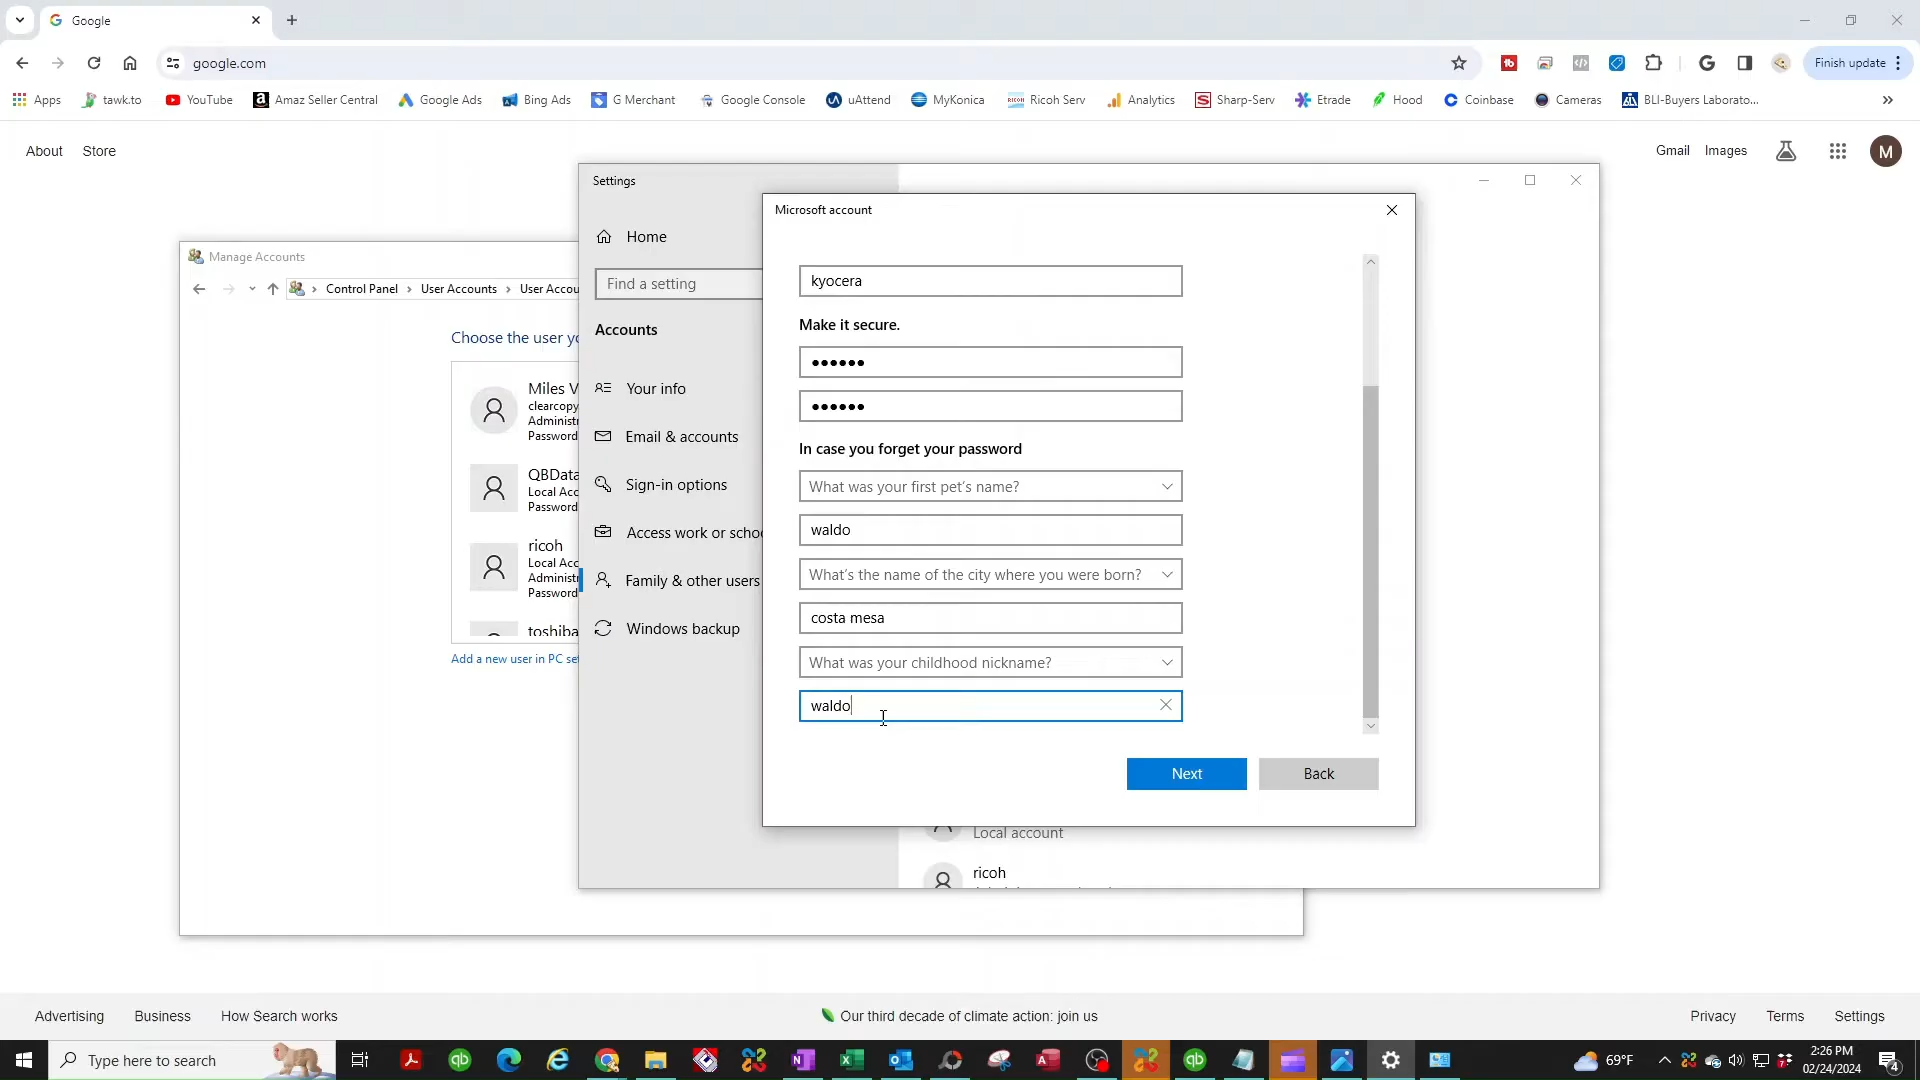 Google
google.com
Finish update
Apps
tawk.to
YouTube
Amaz Seller Central
Google Ads
Bing Ads
G Merchant
Google Console
uAttend
MyKonica
Ricoh Serv
Analytics
Sharp-Serv
Etrade
Hood
Coinbase
Cameras
BLI-Buyers Laborato...
About
Store
Gmail
Images
M
Manage Accounts
Control Panel
User Accounts
User Accou
Choose the user yo
Miles V
clearcopy
Administr
Password
QBData
Local Acc
Password
ricoh
Local Acc
Administr
Password
toshiba
Add a new user in PC set
Settings
Home
Find a setting
Accounts
Your info
Email & accounts
Sign-in options
Access work or schoo
Family & other users
Windows backup
Microsoft account
kyocera
Make it secure.
In case you forget your password
What was your first pet's name?
waldo
What's the name of the city where you were born?
costa mesa
What was your childhood nickname?
waldo
Next
Back
Local account
ricoh
Advertising
Business
How Search works
Our third decade of climate action: join us
Privacy
Terms
Settings
Type here to search
69°F
2:26 PM
02/24/2024
4